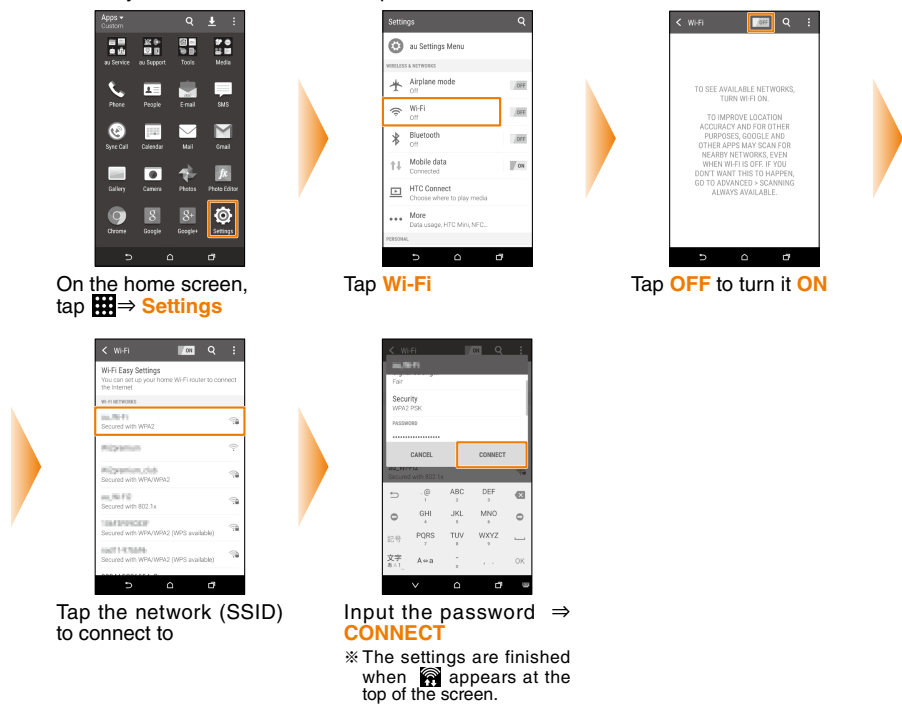 Apps ▾
Custom
au Service au Support Tools Media
Phone People E-mail SMS
Sync Call Calendar Mail Gmail
Gallery Camera Photos Photo Editor
Chrome Google Google+ Settings
On the home screen,
tap ⇒ Settings
Settings
au Settings Menu
WIRELESS & NETWORKS
Airplane mode
Off
OFF
Wi-Fi
Off
OFF
Bluetooth
Off
OFF
Mobile data
Connected
ON
HTC Connect
Choose where to play media
More
Data usage, HTC Mini, NFC...
PERSONAL
Tap Wi-Fi
Wi-Fi OFF
TO SEE AVAILABLE NETWORKS,
TURN WI-FI ON.
TO IMPROVE LOCATION
ACCURACY AND FOR OTHER
PURPOSES, GOOGLE AND
OTHER APPS MAY SCAN FOR
NEARBY NETWORKS, EVEN
WHEN WI-FI IS OFF. IF YOU
DON'T WANT THIS TO HAPPEN,
GO TO ADVANCED > SCANNING
ALWAYS AVAILABLE.
Tap OFF to turn it ON
Wi-Fi ON
Wi-Fi Easy Settings
You can set up your home Wi-Fi router to connect
the Internet
WI-FI NETWORKS
Secured with WPA2
Secured with WPA/WPA2
Secured with 802.1x
Secured with WPA/WPA2 (WPS available)
Secured with WPA/WPA2 (WPS available)
Tap the network (SSID)
to connect to
Wi-Fi ON
Fair
Security
WPA2 PSK
PASSWORD
CANCEL CONNECT
Secured with 802.1x
.@ ABC DEF
1 2 3
GHI JKL MNO
4 5 6
記号 PQRS TUV WXYZ
7 8 9
文字 A⇔a - OK
Input the password ⇒
CONNECT
※ The settings are finished
when appears at the
top of the screen.